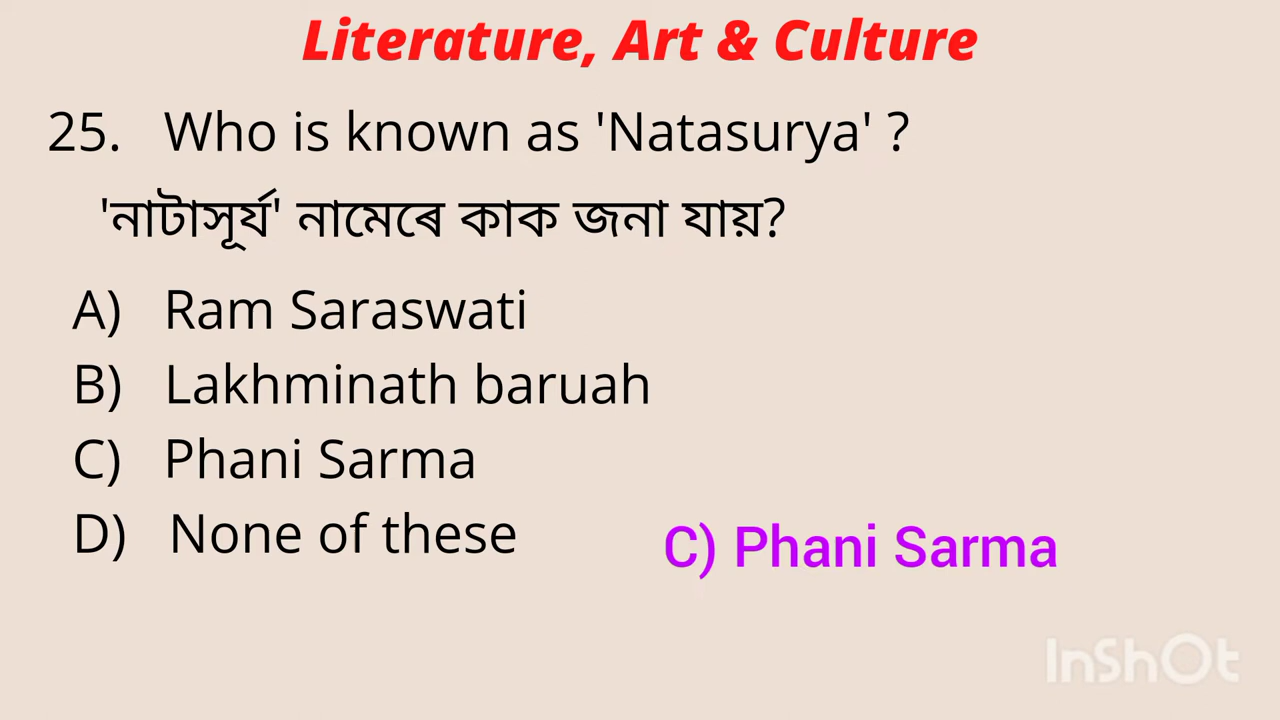 Literature, Art & Culture
25. Who is known as 'Natasurya' ?
'নাটাসূৰ্য' নামেৰে কাক জনা যায়?
A) Ram Saraswati
B) Lakhminath baruah
C) Phani Sarma
D) None of these
C) Phani Sarma
InShOt